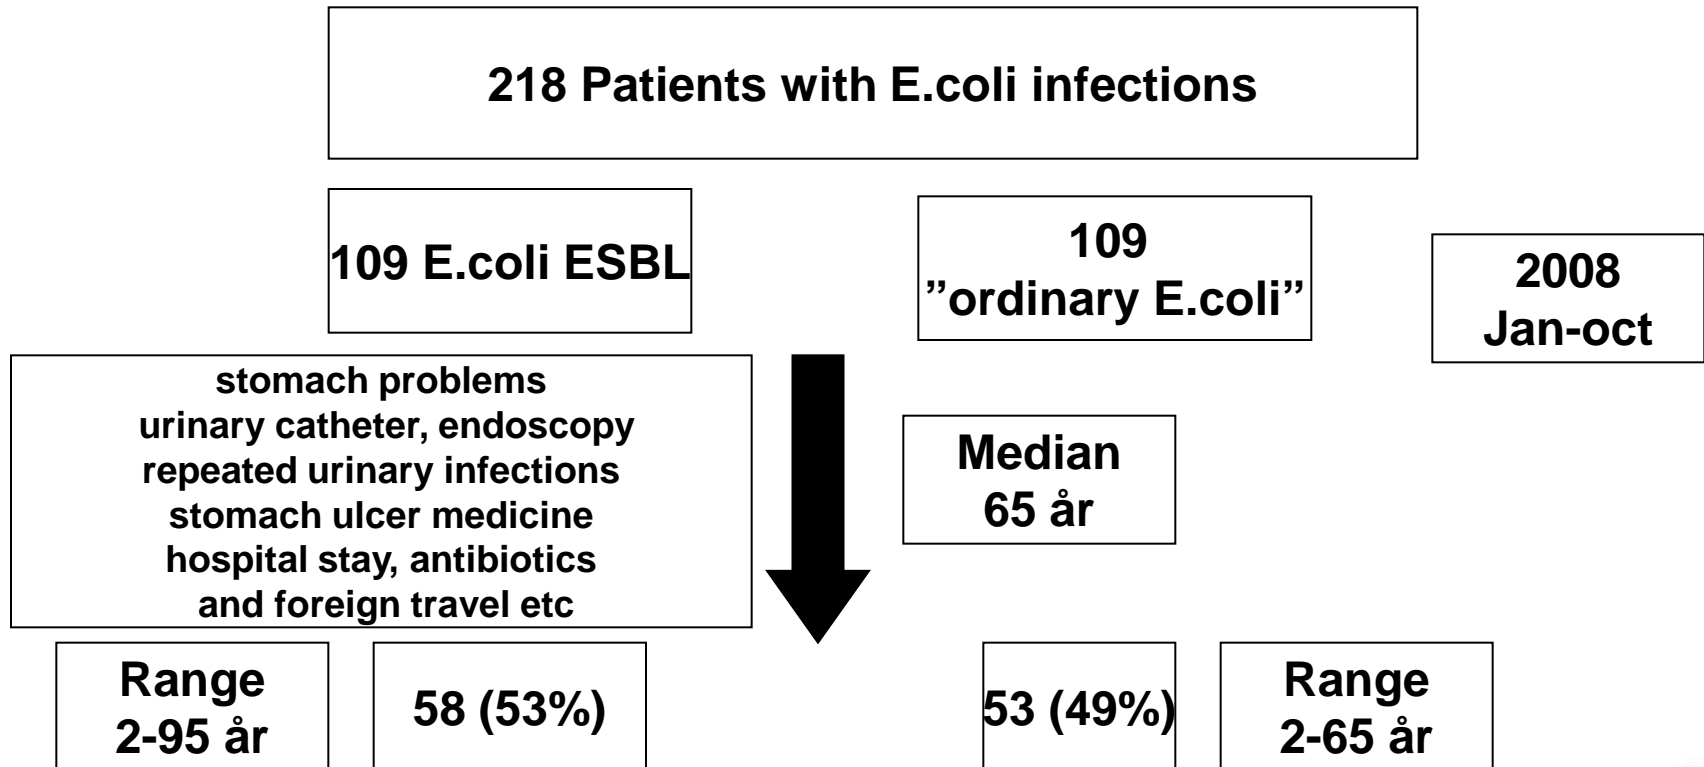 218 Patients with E.coli infections
109 E.coli ESBL
109
”ordinary E.coli”
2008
Jan-oct
stomach problems
urinary catheter, endoscopy
repeated urinary infections
stomach ulcer medicine
hospital stay, antibiotics
and foreign travel etc
Median
65 år
Range
2-95 år
58 (53%)
53 (49%)
Range
2-65 år